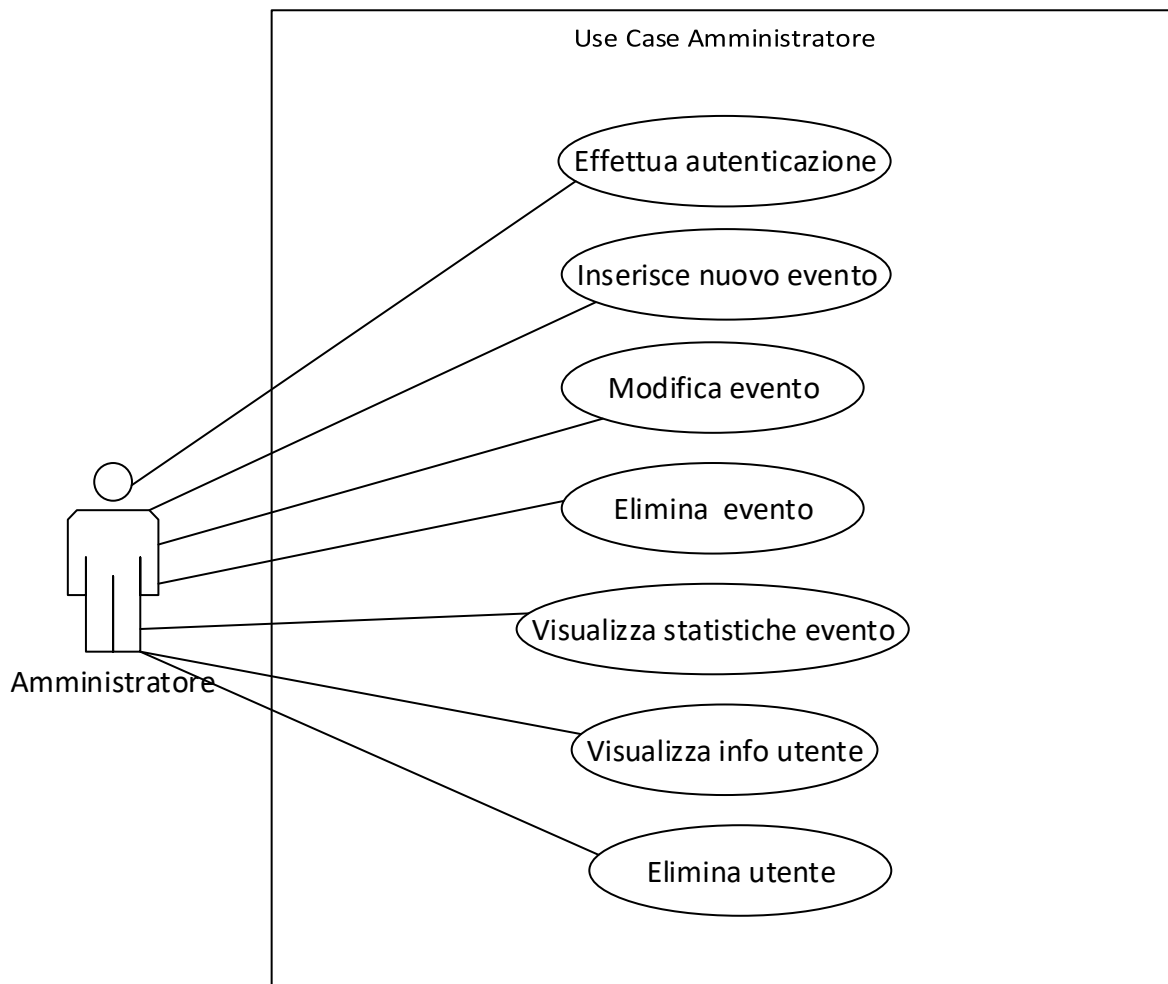 Use Case Amministratore
Effettua autenticazione
Inserisce nuovo evento
Modifica evento
Elimina  evento
Visualizza statistiche evento
Amministratore
Visualizza info utente
Elimina utente